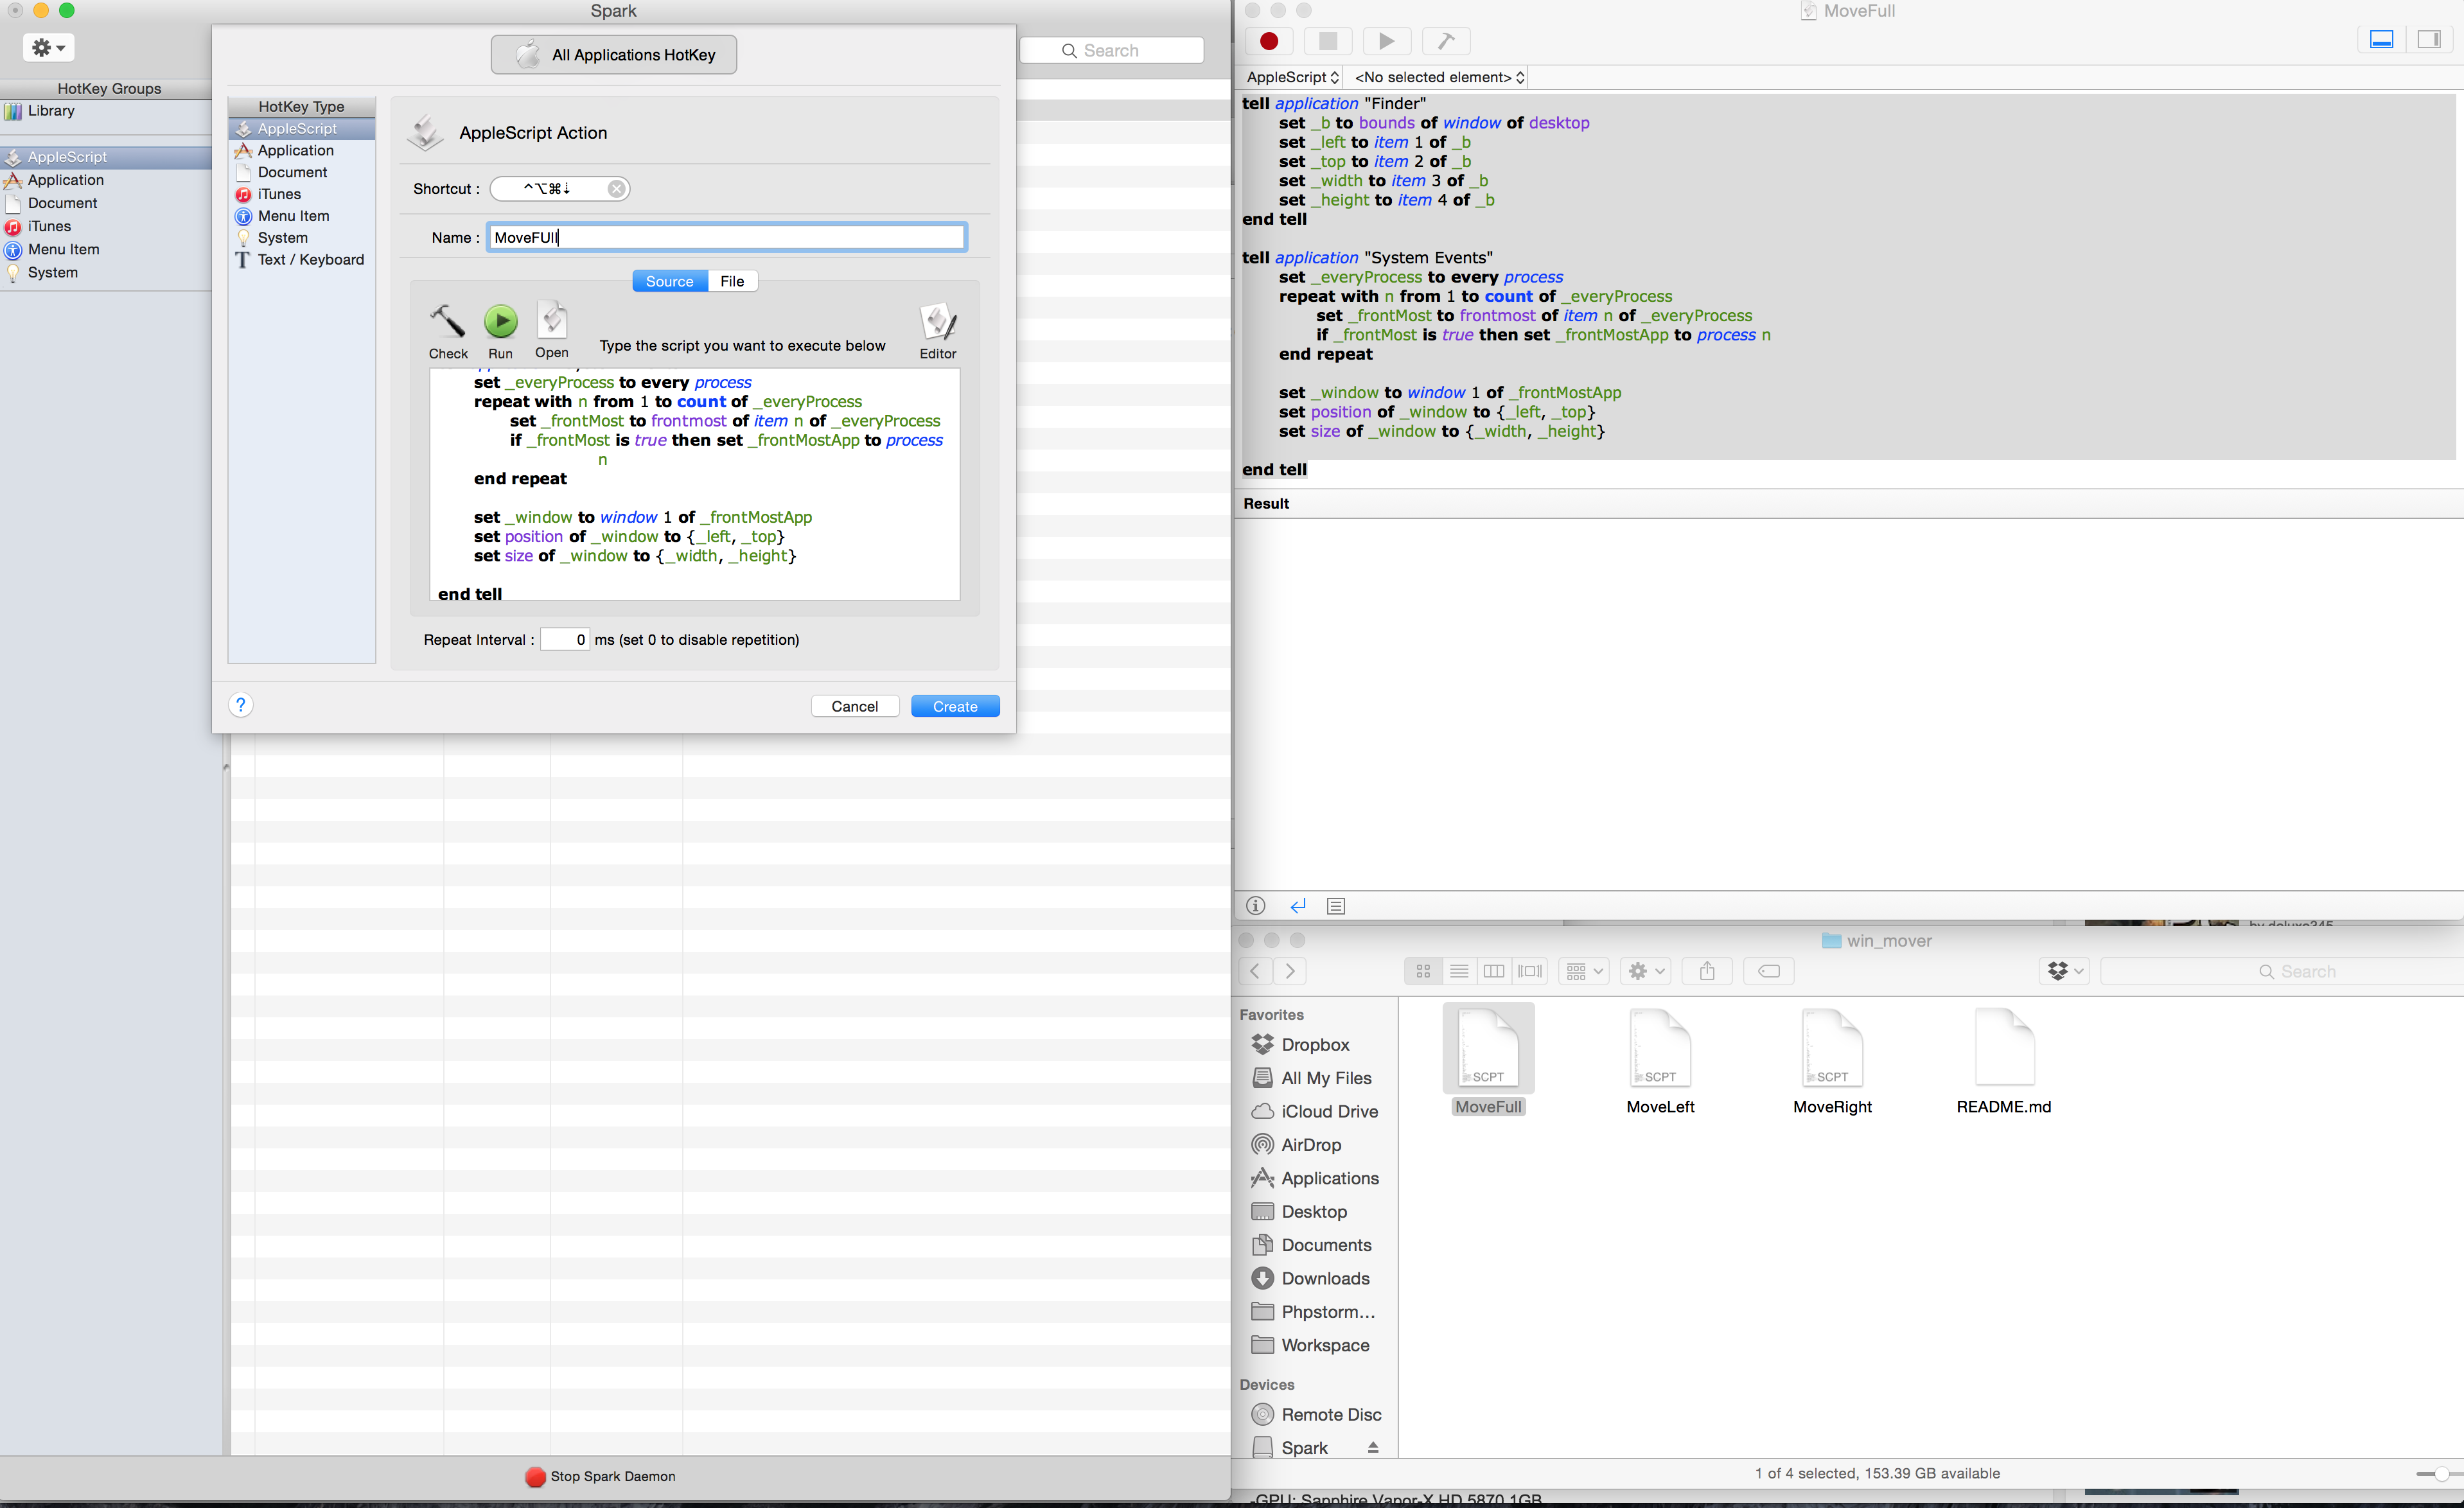 Spark
Search
HotKey Groups
Library
AppleScript
Application
Document
iTunes
Menu Item
System
All Applications HotKey
HotKey Type
AppleScript
Application
Document
iTunes
Menu Item
System
Text / Keyboard
AppleScript Action
Shortcut : ^⌥⌘⇣
Name : MoveFUll
Source File
Check Run Open Type the script you want to execute below Editor
set _everyProcess to every process
repeat with n from 1 to count of _everyProcess
set _frontMost to frontmost of item n of _everyProcess
if _frontMost is true then set _frontMostApp to process
n
end repeat
set _window to window 1 of _frontMostApp
set position of _window to {_left, _top}
set size of _window to {_width, _height}
end tell
Repeat Interval : 0 ms (set 0 to disable repetition)
? Cancel Create
Stop Spark Daemon
MoveFull
AppleScript <No selected element>
tell application "Finder"
set _b to bounds of window of desktop
set _left to item 1 of _b
set _top to item 2 of _b
set _width to item 3 of _b
set _height to item 4 of _b
end tell
tell application "System Events"
set _everyProcess to every process
repeat with n from 1 to count of _everyProcess
set _frontMost to frontmost of item n of _everyProcess
if _frontMost is true then set _frontMostApp to process n
end repeat
set _window to window 1 of _frontMostApp
set position of _window to {_left, _top}
set size of _window to {_width, _height}
end tell
Result
by deluxe345
win_mover
Search
Favorites
Dropbox
All My Files
iCloud Drive
AirDrop
Applications
Desktop
Documents
Downloads
Phpstorm...
Workspace
Devices
Remote Disc
Spark
SCPT SCPT SCPT
MoveFull MoveLeft MoveRight README.md
1 of 4 selected, 153.39 GB available
-GPU: Sapphire Vapor-X HD 5870 1GB